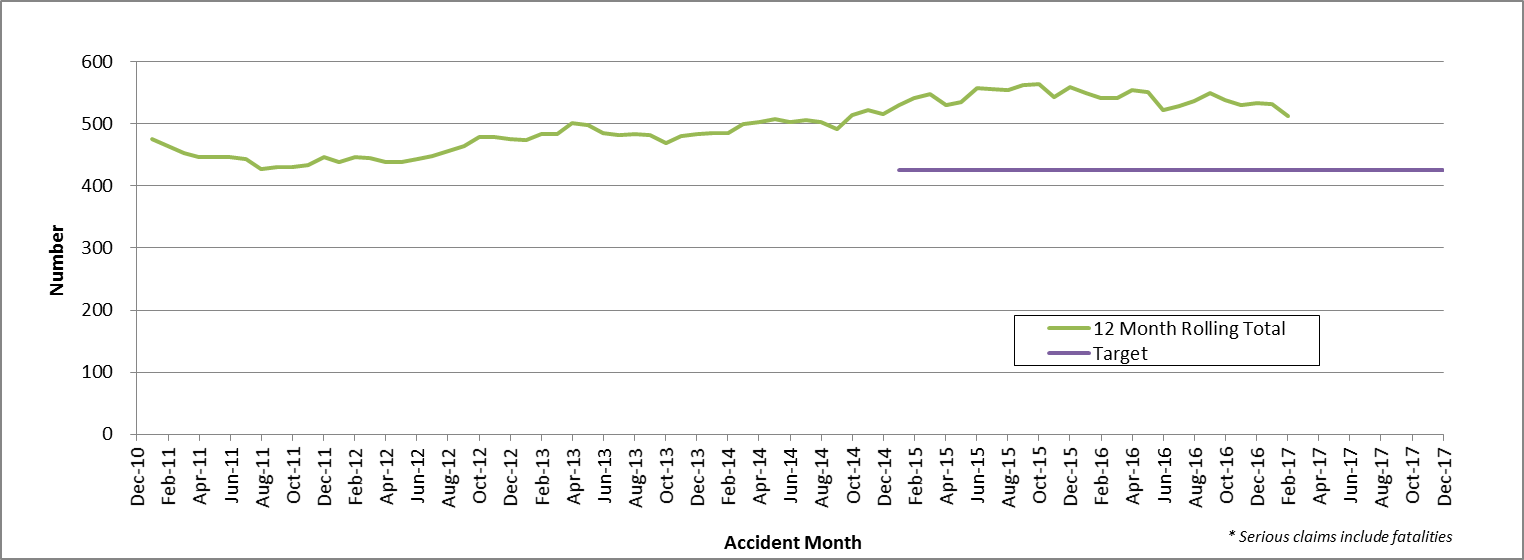 600
500
400
300
200
100
0
Number
12 Month Rolling Total
Target
Dec-10
Feb-11
Apr-11
Jun-11
Aug-11
Oct-11
Dec-11
Feb-12
Apr-12
Jun-12
Aug-12
Oct-12
Dec-12
Feb-13
Apr-13
Jun-13
Aug-13
Oct-13
Dec-13
Feb-14
Apr-14
Jun-14
Aug-14
Oct-14
Dec-14
Feb-15
Apr-15
Jun-15
Aug-15
Oct-15
Dec-15
Feb-16
Apr-16
Jun-16
Aug-16
Oct-16
Dec-16
Feb-17
Apr-17
Jun-17
Aug-17
Oct-17
Dec-17
Accident Month
* Serious claims include fatalities